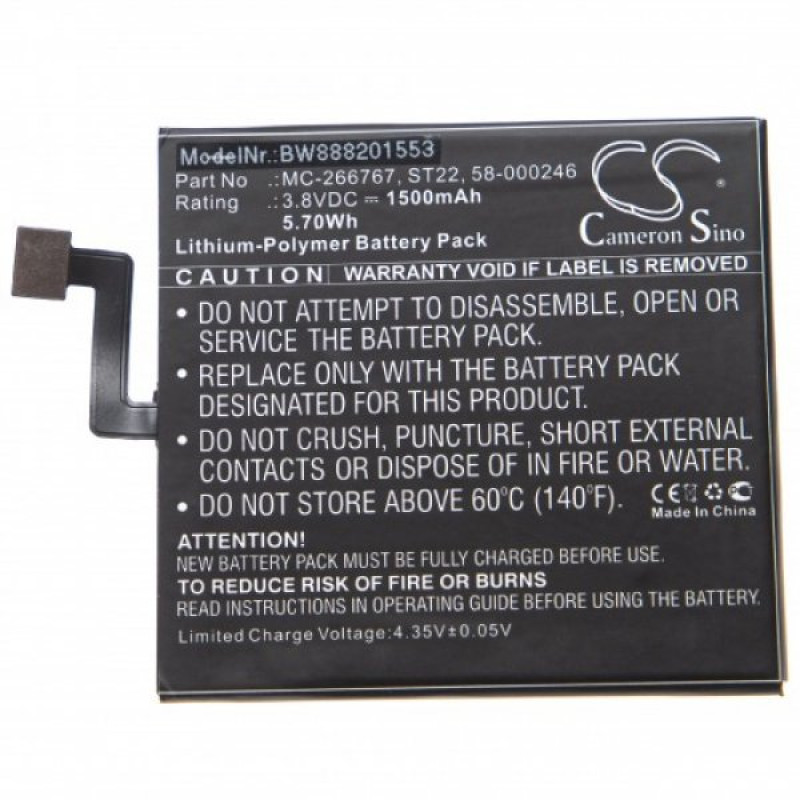 ModelNr.:BW888201553
Part No .:MC-266767, ST22, 58-000246
Rating .:3.8VDC ⎓ 1500mAh
5.70Wh
Lithium-Polymer Battery Pack
CS
Cameron Sino
CAUTION WARRANTY VOID IF LABEL IS REMOVED
• DO NOT ATTEMPT TO DISASSEMBLE, OPEN OR
SERVICE THE BATTERY PACK.
• REPLACE ONLY WITH THE BATTERY PACK
DESIGNATED FOR THIS PRODUCT.
• DO NOT CRUSH, PUNCTURE, SHORT EXTERNAL
CONTACTS OR DISPOSE OF IN FIRE OR WATER.
• DO NOT STORE ABOVE 60°C (140°F).
CE
Made in China
ATTENTION!
NEW BATTERY PACK MUST BE FULLY CHARGED BEFORE USE.
TO REDUCE RISK OF FIRE OR BURNS
READ INSTRUCTIONS IN OPERATING GUIDE BEFORE USING THE BATTERY.
Limited Charge Voltage:4.35V±0.05V